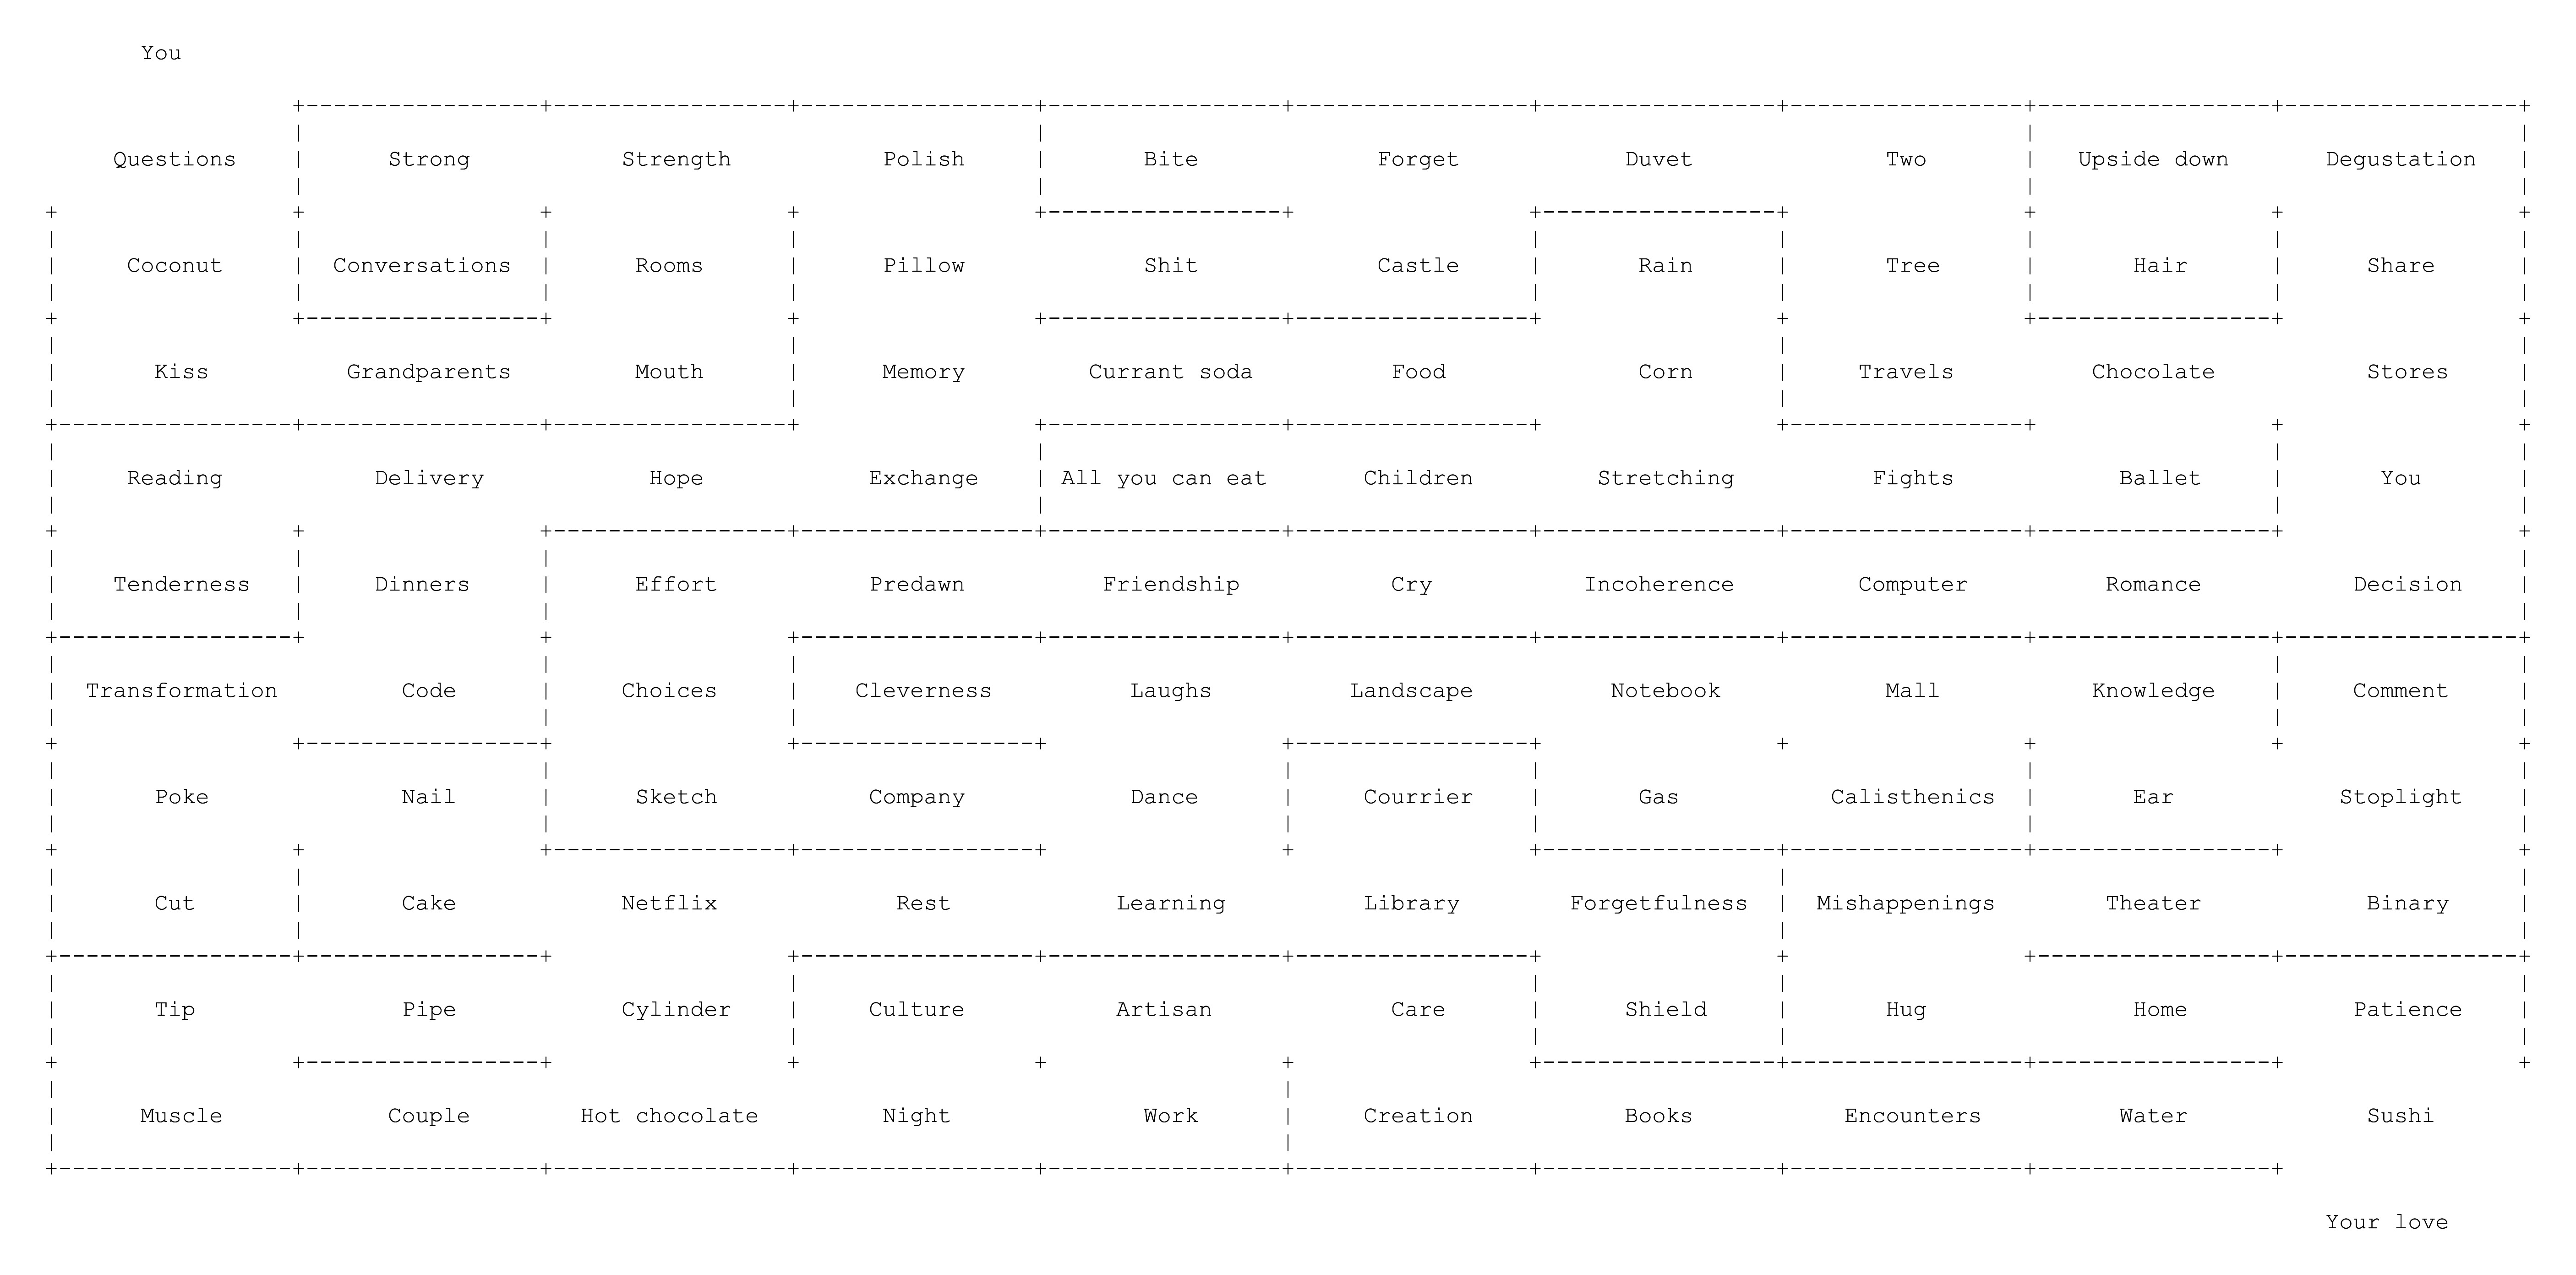 You
Questions Strong Strength Polish Bite Forget Duvet Two Upside down Degustation
Coconut Conversations Rooms Pillow Shit Castle Rain Tree Hair Share
Kiss Grandparents Mouth Memory Currant soda Food Corn Travels Chocolate Stores
Reading Delivery Hope Exchange All you can eat Children Stretching Fights Ballet You
Tenderness Dinners Effort Predawn Friendship Cry Incoherence Computer Romance Decision
Transformation Code Choices Cleverness Laughs Landscape Notebook Mall Knowledge Comment
Poke Nail Sketch Company Dance Courrier Gas Calisthenics Ear Stoplight
Cut Cake Netflix Rest Learning Library Forgetfulness Mishappenings Theater Binary
Tip Pipe Cylinder Culture Artisan Care Shield Hug Home Patience
Muscle Couple Hot chocolate Night Work Creation Books Encounters Water Sushi
Your love